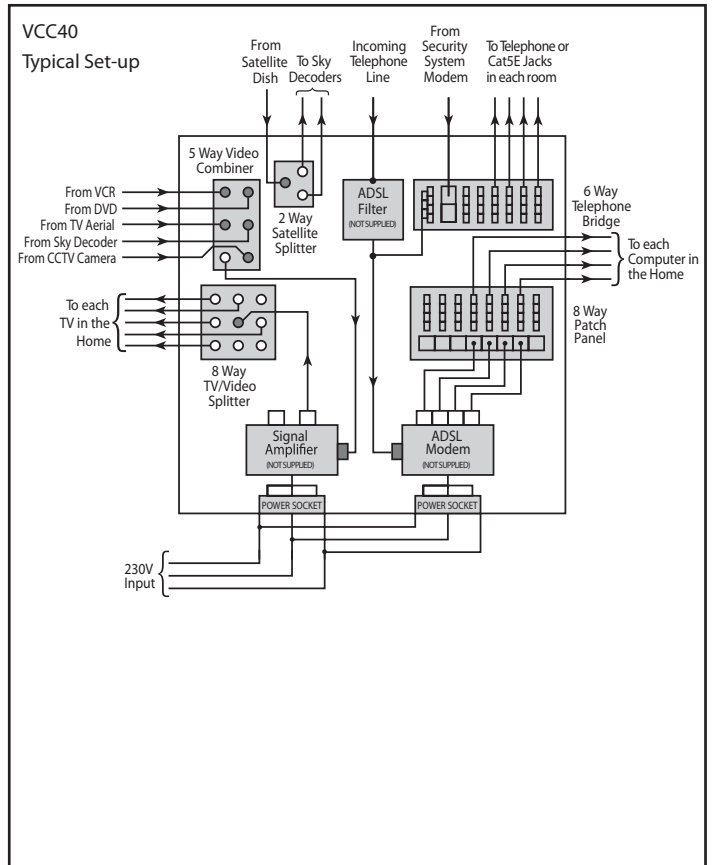 VCC40
Typical Set-up
From
Satellite
Dish
To Sky
Decoders
Incoming
Telephone
Line
From
Security
System
Modem
To Telephone or
Cat5E Jacks
in each room
5 Way Video
Combiner
From VCR
From DVD
From TV Aerial
From Sky Decoder
From CCTV Camera
2 Way
Satellite
Splitter
ADSL
Filter
(NOT SUPPLIED)
6 Way
Telephone
Bridge
To each
Computer in
the Home
To each
TV in the
Home
8 Way
TV/Video
Splitter
8 Way
Patch
Panel
Signal
Amplifier
(NOT SUPPLIED)
ADSL
Modem
(NOT SUPPLIED)
POWER SOCKET
POWER SOCKET
230V
Input